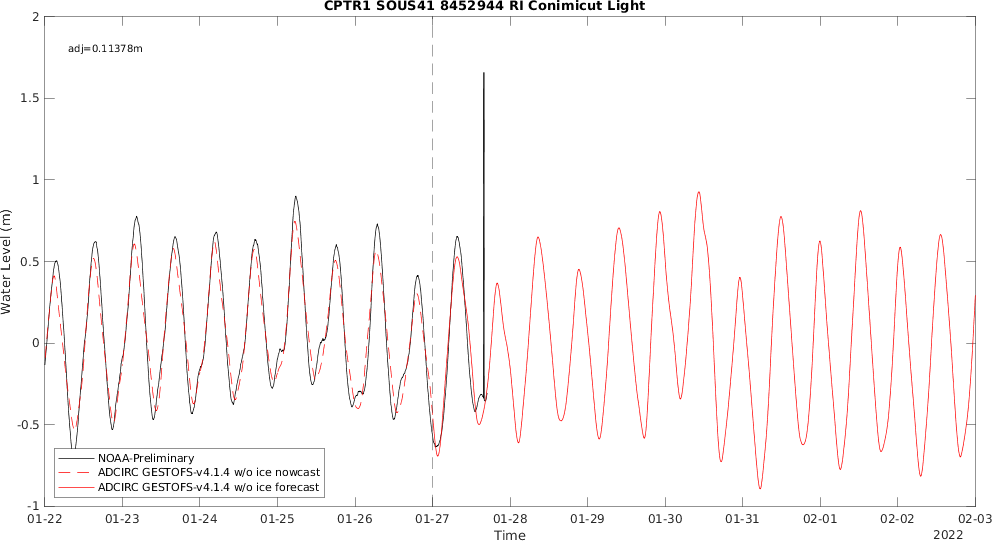 CPTR1 SOUS41 8452944 RI Conimicut Light
adj=0.11378m
Water Level (m)
2
1.5
1
0.5
0
-0.5
-1
NOAA-Preliminary
ADCIRC GESTOFS-v4.1.4 w/o ice nowcast
ADCIRC GESTOFS-v4.1.4 w/o ice forecast
01-22 01-23 01-24 01-25 01-26 01-27 01-28 01-29 01-30 01-31 02-01 02-02 02-03
Time
2022